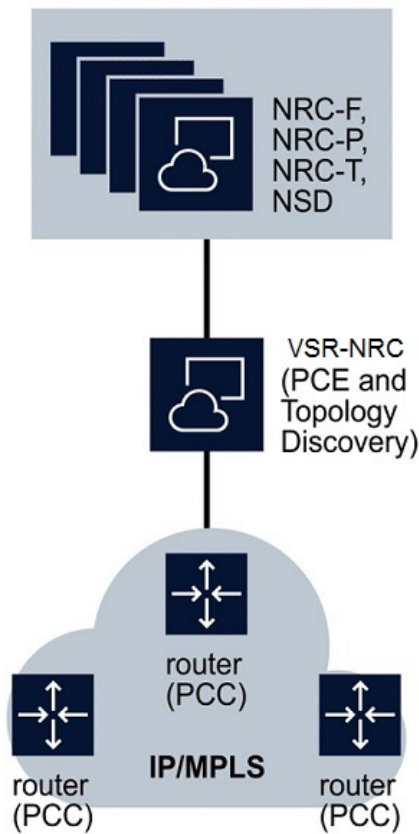 NRC-F,
NRC-P,
NRC-T,
NSD
VSR-NRC
(PCE and
Topology
Discovery)
router
(PCC)
router
(PCC)
IP/MPLS
router
(PCC)